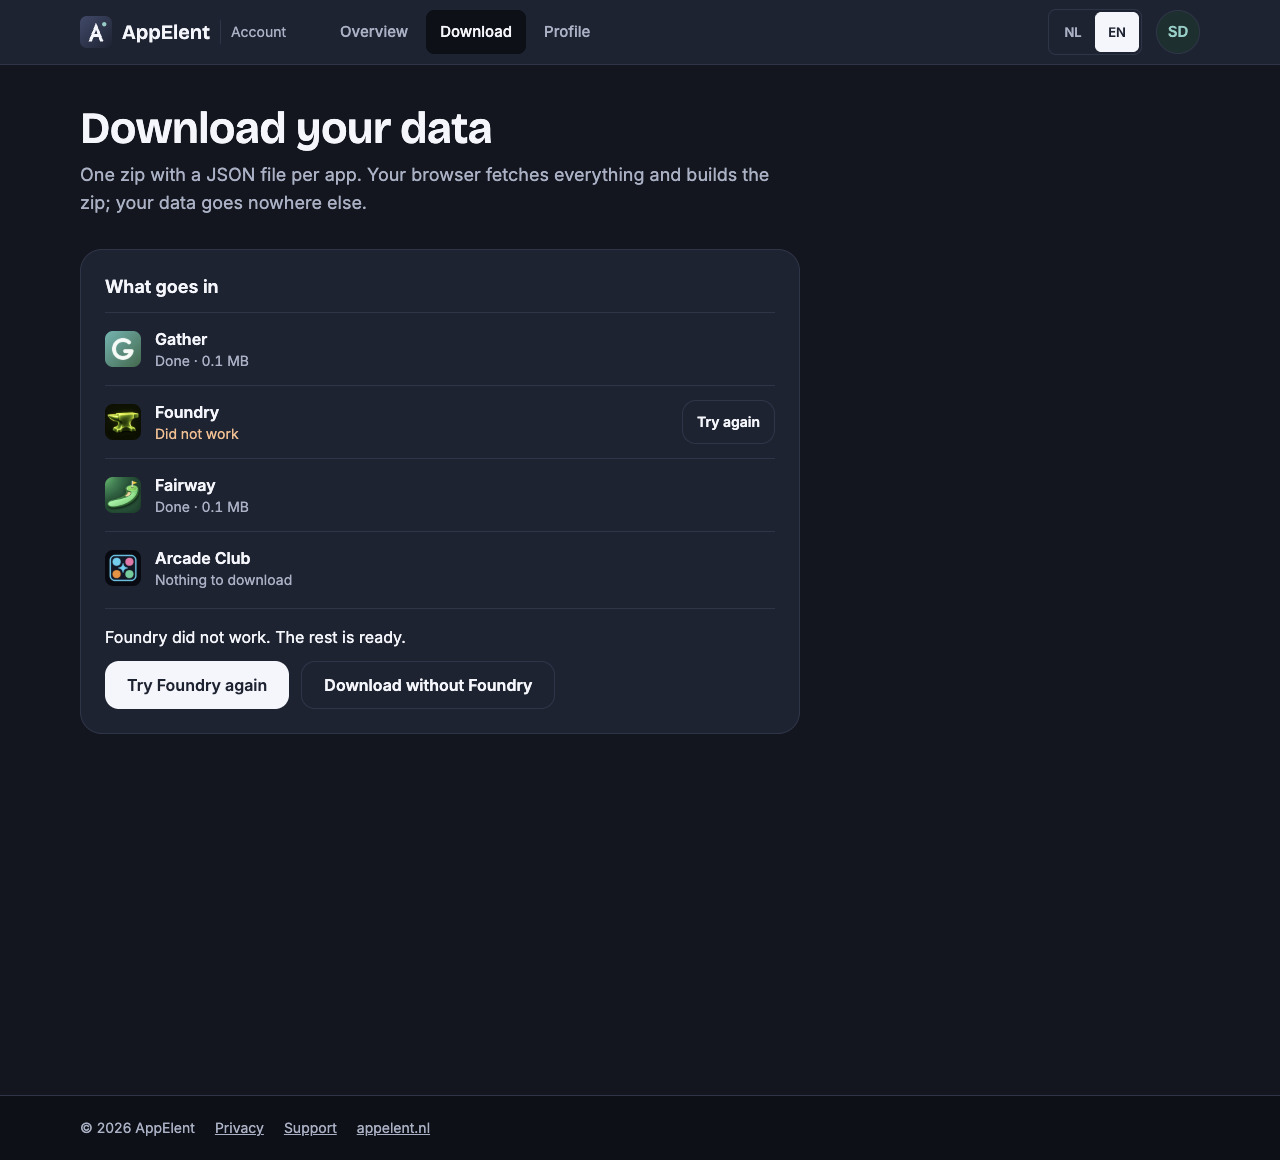 AppElent
Account
Overview
Download
Profile
NL
EN
SD
Download your data
One zip with a JSON file per app. Your browser fetches everything and builds the
zip; your data goes nowhere else.
What goes in
Gather
Done · 0.1 MB
Foundry
Did not work
Try again
Fairway
Done · 0.1 MB
Arcade Club
Nothing to download
Foundry did not work. The rest is ready.
Try Foundry again
Download without Foundry
© 2026 AppElent
Privacy
Support
appelent.nl